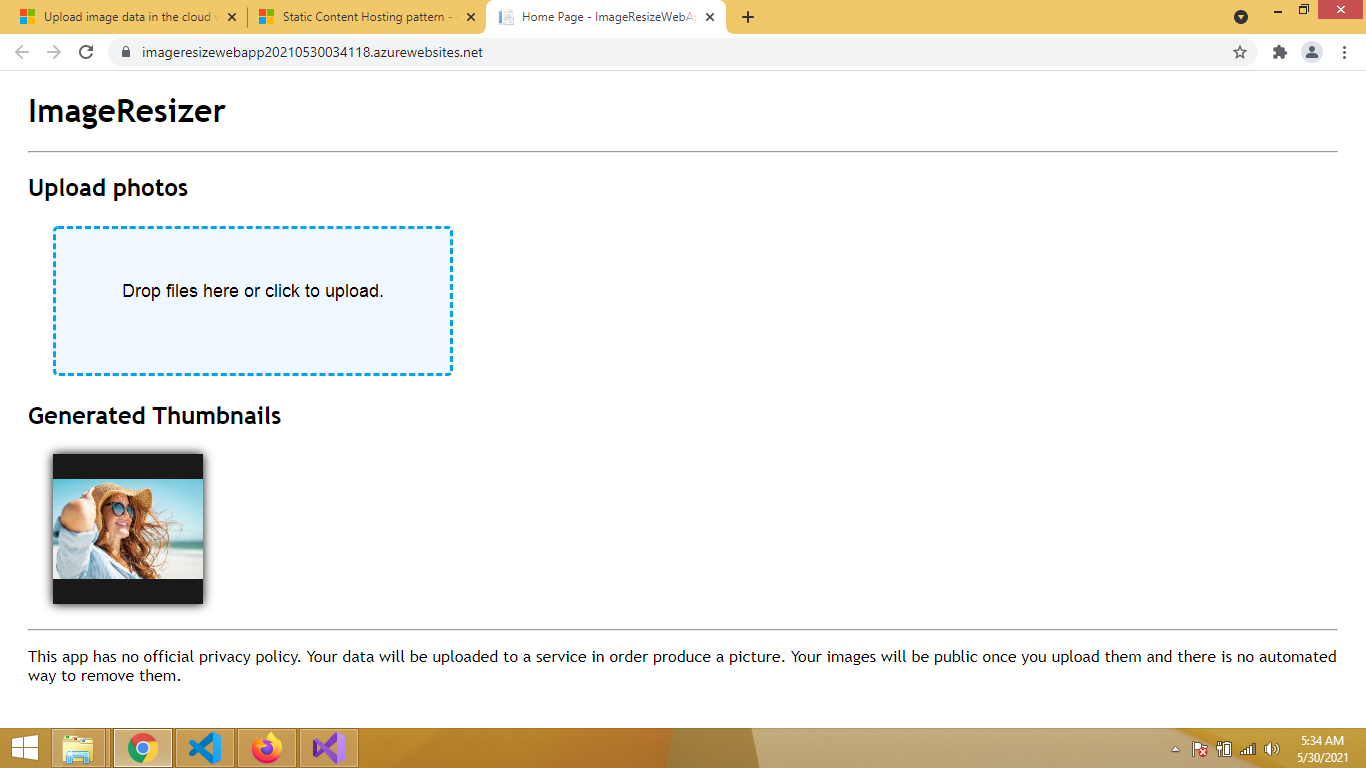 Upload image data in the cloud
Static Content Hosting pattern -
Home Page - ImageResizeWebA
imageresizewebapp20210530034118.azurewebsites.net
ImageResizer
Upload photos
Drop files here or click to upload.
Generated Thumbnails
This app has no official privacy policy. Your data will be uploaded to a service in order produce a picture. Your images will be public once you upload them and there is no automated
way to remove them.
5:34 AM
5/30/2021